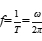 f = 1/T = ω/2π